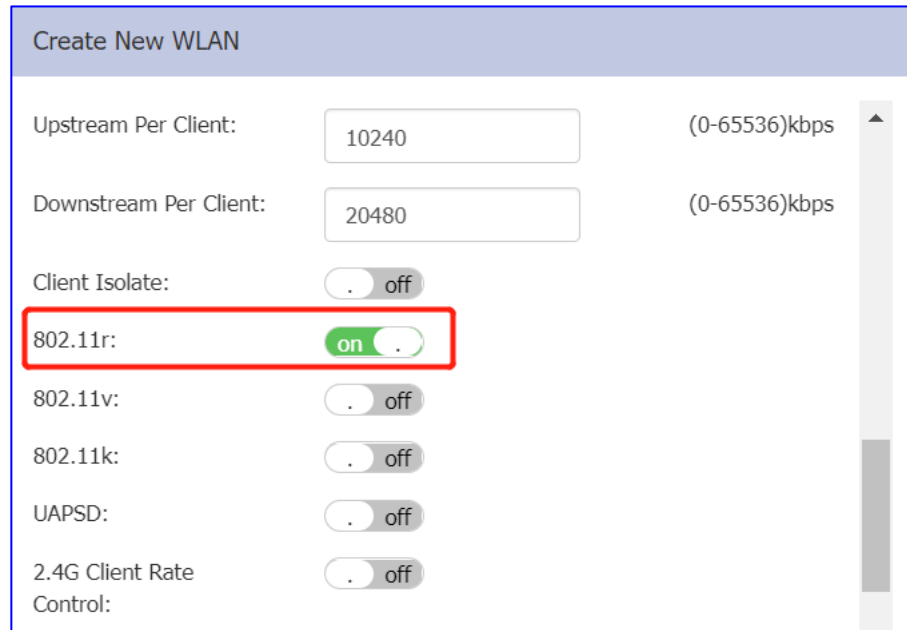 Create New WLAN
Upstream Per Client: 10240 (0-65536)kbps
Downstream Per Client: 20480 (0-65536)kbps
Client Isolate: . off
802.11r: on .
802.11v: . off
802.11k: . off
UAPSD: . off
2.4G Client Rate . off
Control: